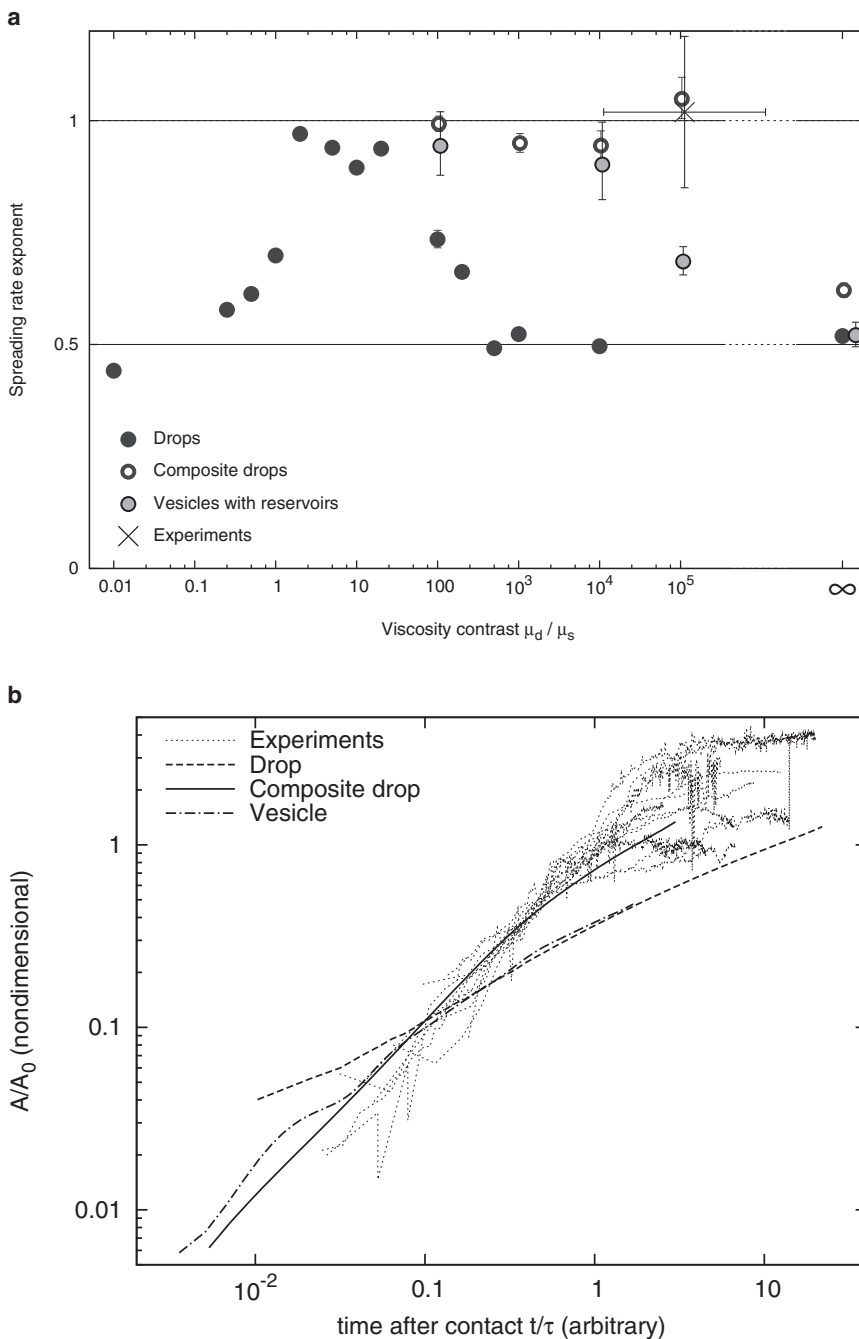 a
1
0.5
0
Spreading rate exponent
Drops
Composite drops
Vesicles with reservoirs
Experiments
0.01 0.1 1 10 100 10³ 10⁴ 10⁵ ∞
Viscosity contrast μd / μs
b
Experiments
Drop
Composite drop
Vesicle
1
0.1
0.01
A/A₀ (nondimensional)
10⁻² 0.1 1 10
time after contact t/τ (arbitrary)